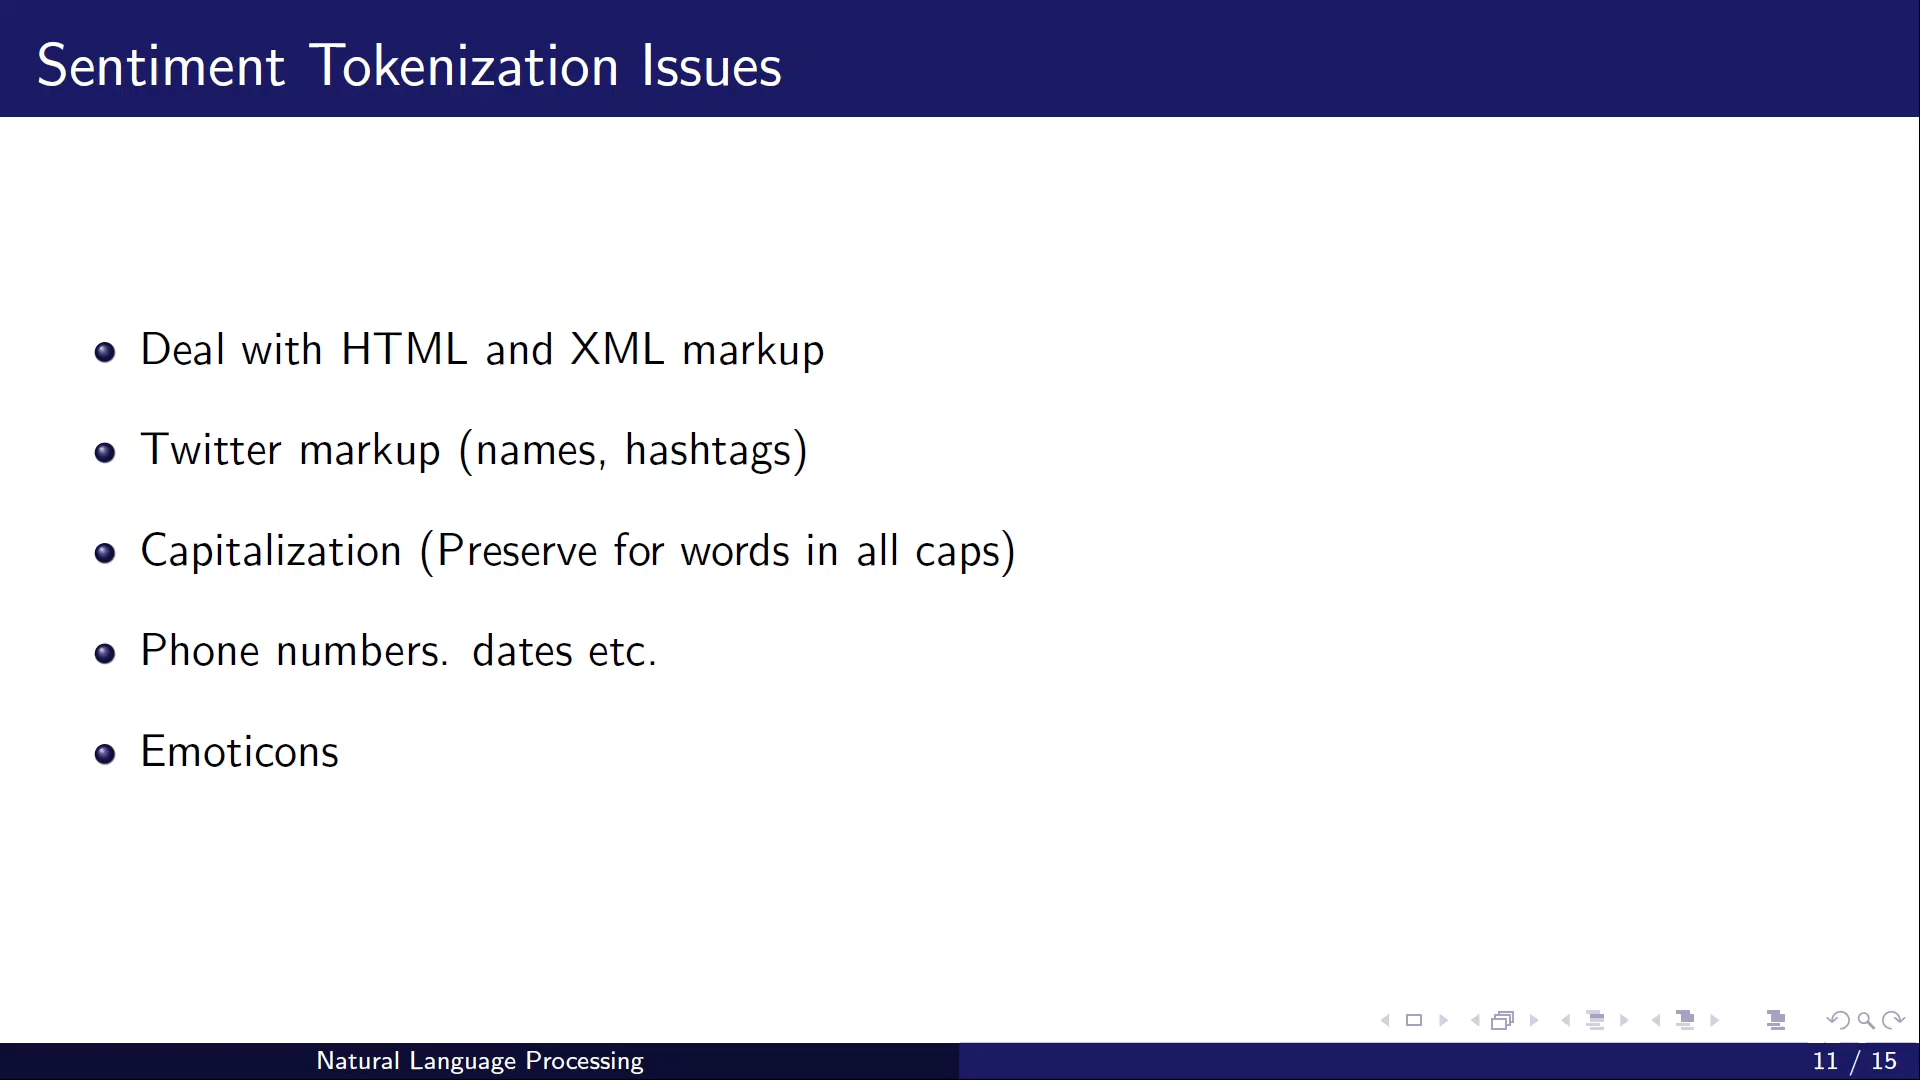 Sentiment Tokenization Issues
Deal with HTML and XML markup
Twitter markup (names, hashtags)
Capitalization (Preserve for words in all caps)
Phone numbers. dates etc.
Emoticons
Natural Language Processing
11 / 15